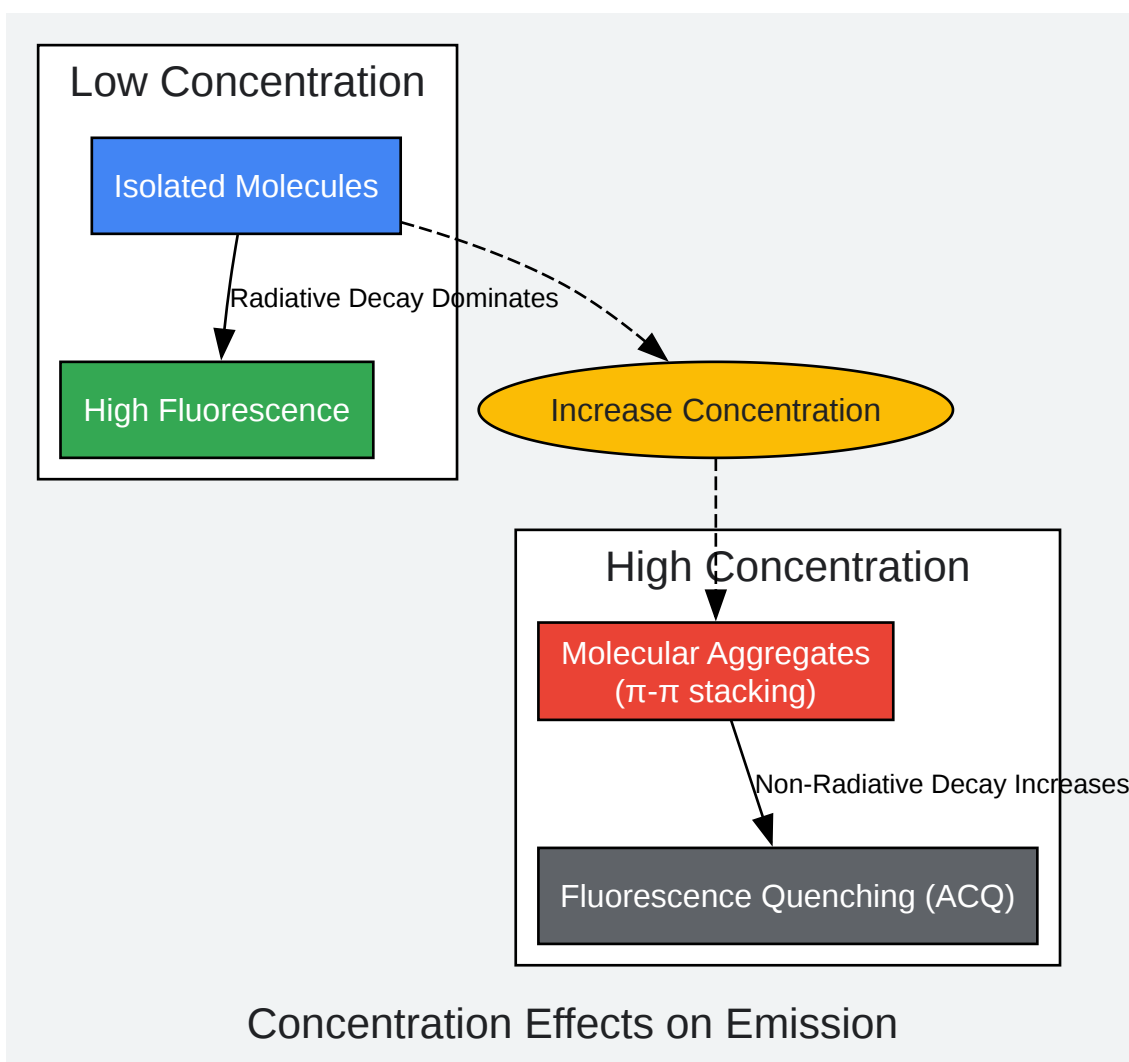 Low Concentration
Isolated Molecules
Radiative Decay Dominates
High Fluorescence
Increase Concentration
High Concentration
Molecular Aggregates
(π-π stacking)
Non-Radiative Decay Increases
Fluorescence Quenching (ACQ)
Concentration Effects on Emission